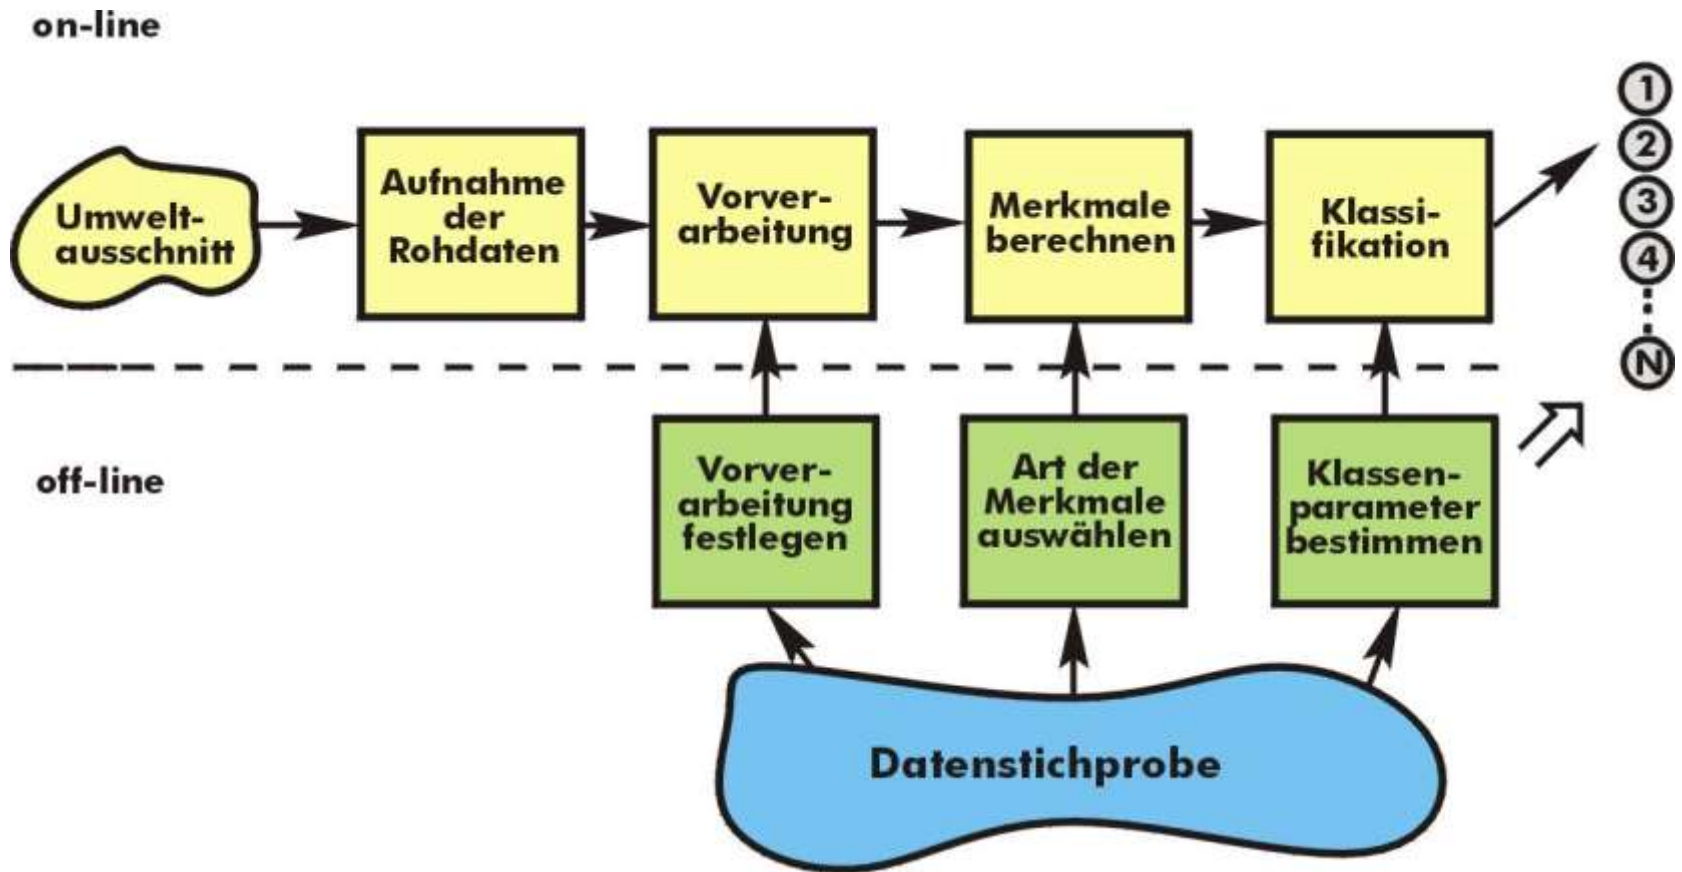 on-line
Umwelt-
ausschnitt
Aufnahme
der
Rohdaten
Vorver-
arbeitung
Merkmale
berechnen
Klassi-
fikation
1
2
3
4
N
off-line
Vorver-
arbeitung
festlegen
Art der
Merkmale
auswählen
Klassen-
parameter
bestimmen
Datenstichprobe